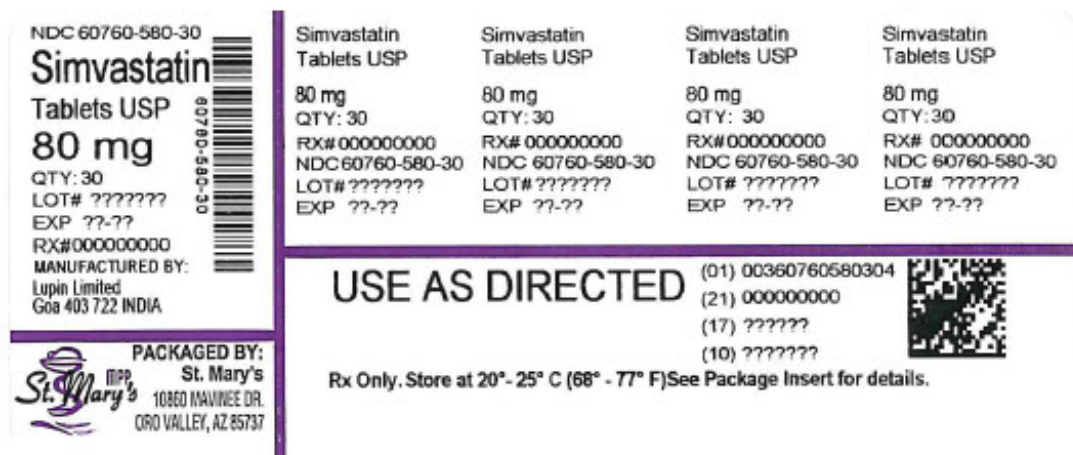 NDC 60760-580-30
Simvastatin
Tablets USP
80 mg
QTY: 30
LOT# ???????
EXP ??-??
RX#000000000
MANUFACTURED BY:
Lupin Limited
Goa 403 722 INDIA
60760-580-30
St. Mary's
MPP
PACKAGED BY:
St. Mary's
10860 MAVINEE DR.
ORO VALLEY, AZ 85737
Simvastatin
Tablets USP
80 mg
QTY: 30
RX#000000000
NDC 60760-580-30
LOT# ???????
EXP ??-??
Simvastatin
Tablets USP
80 mg
QTY: 30
RX# 000000000
NDC 60760-580-30
LOT# ???????
EXP ??-??
Simvastatin
Tablets USP
80 mg
QTY: 30
RX#000000000
NDC 60760-580-30
LOT# ???????
EXP ??-??
Simvastatin
Tablets USP
80 mg
QTY: 30
RX# 000000000
NDC 60760-580-30
LOT# ???????
EXP ??-??
USE AS DIRECTED
(01) 00360760580304
(21) 000000000
(17) ??????
(10) ???????
Rx Only. Store at 20°- 25° C (68° - 77° F)See Package Insert for details.